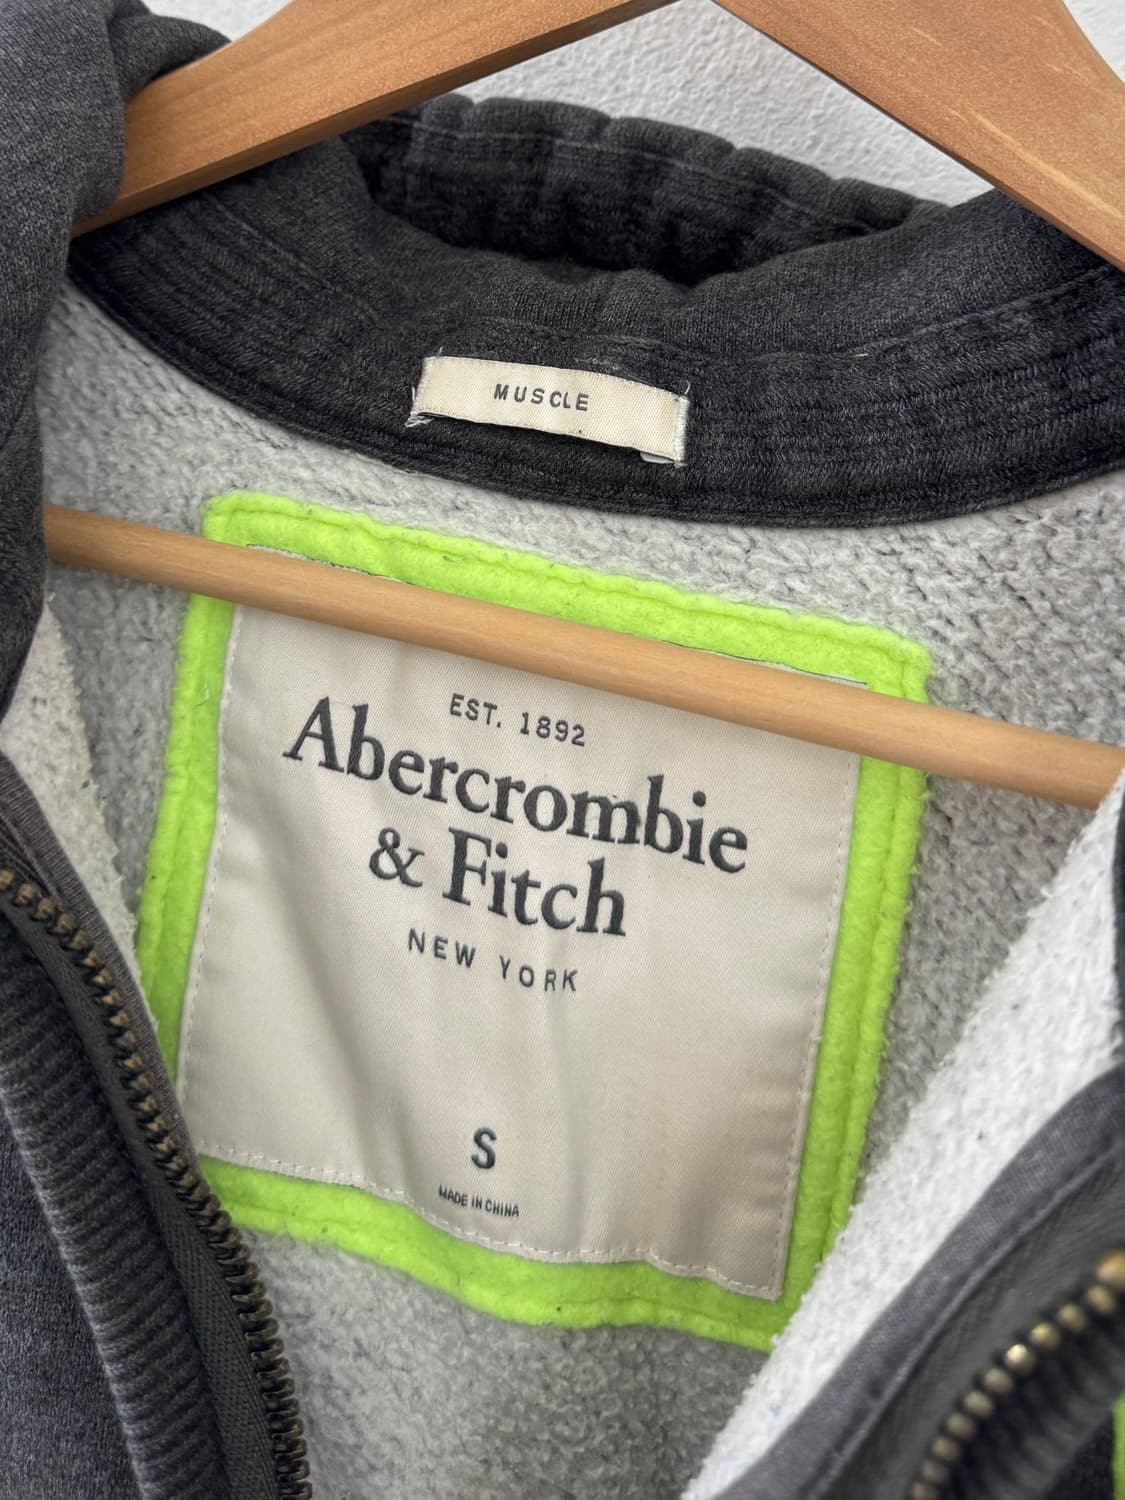 MUSCLE
EST. 1892
Abercrombie
& Fitch
NEW YORK
S
MADE IN CHINA